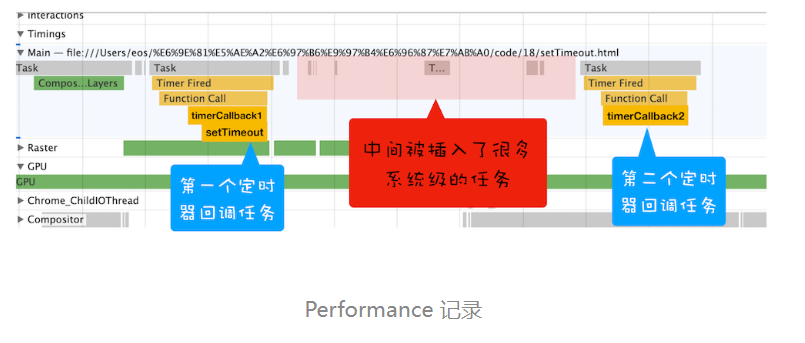 Interactions
Timings
Main — file:///Users/eos/%E6%9E%81%E5%AE%A2%E6%97%B6%E9%97%B4%E6%96%87%E7%AB%A0/code/18/setTimeout.html
Task
Task
T...
Task
Compos...Layers
Timer Fired
Timer Fired
Function Call
Function Call
timerCallback1
timerCallback2
setTimeout
Raster
GPU
GPU
Chrome_ChildIOThread
Compositor
第一个定时
器回调任务
中间被插入了很多
系统级的任务
第二个定时
器回调任务
Performance 记录